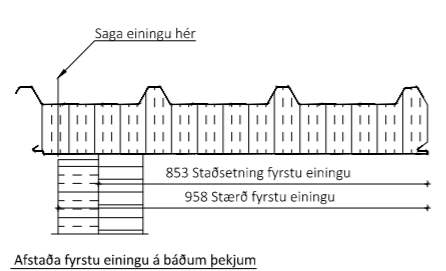 Saga einingu hér
853 Staðsetning fyrstu einingu
958 Stærð fyrstu einingu
Afstaða fyrstu einingu á báðum þekjum